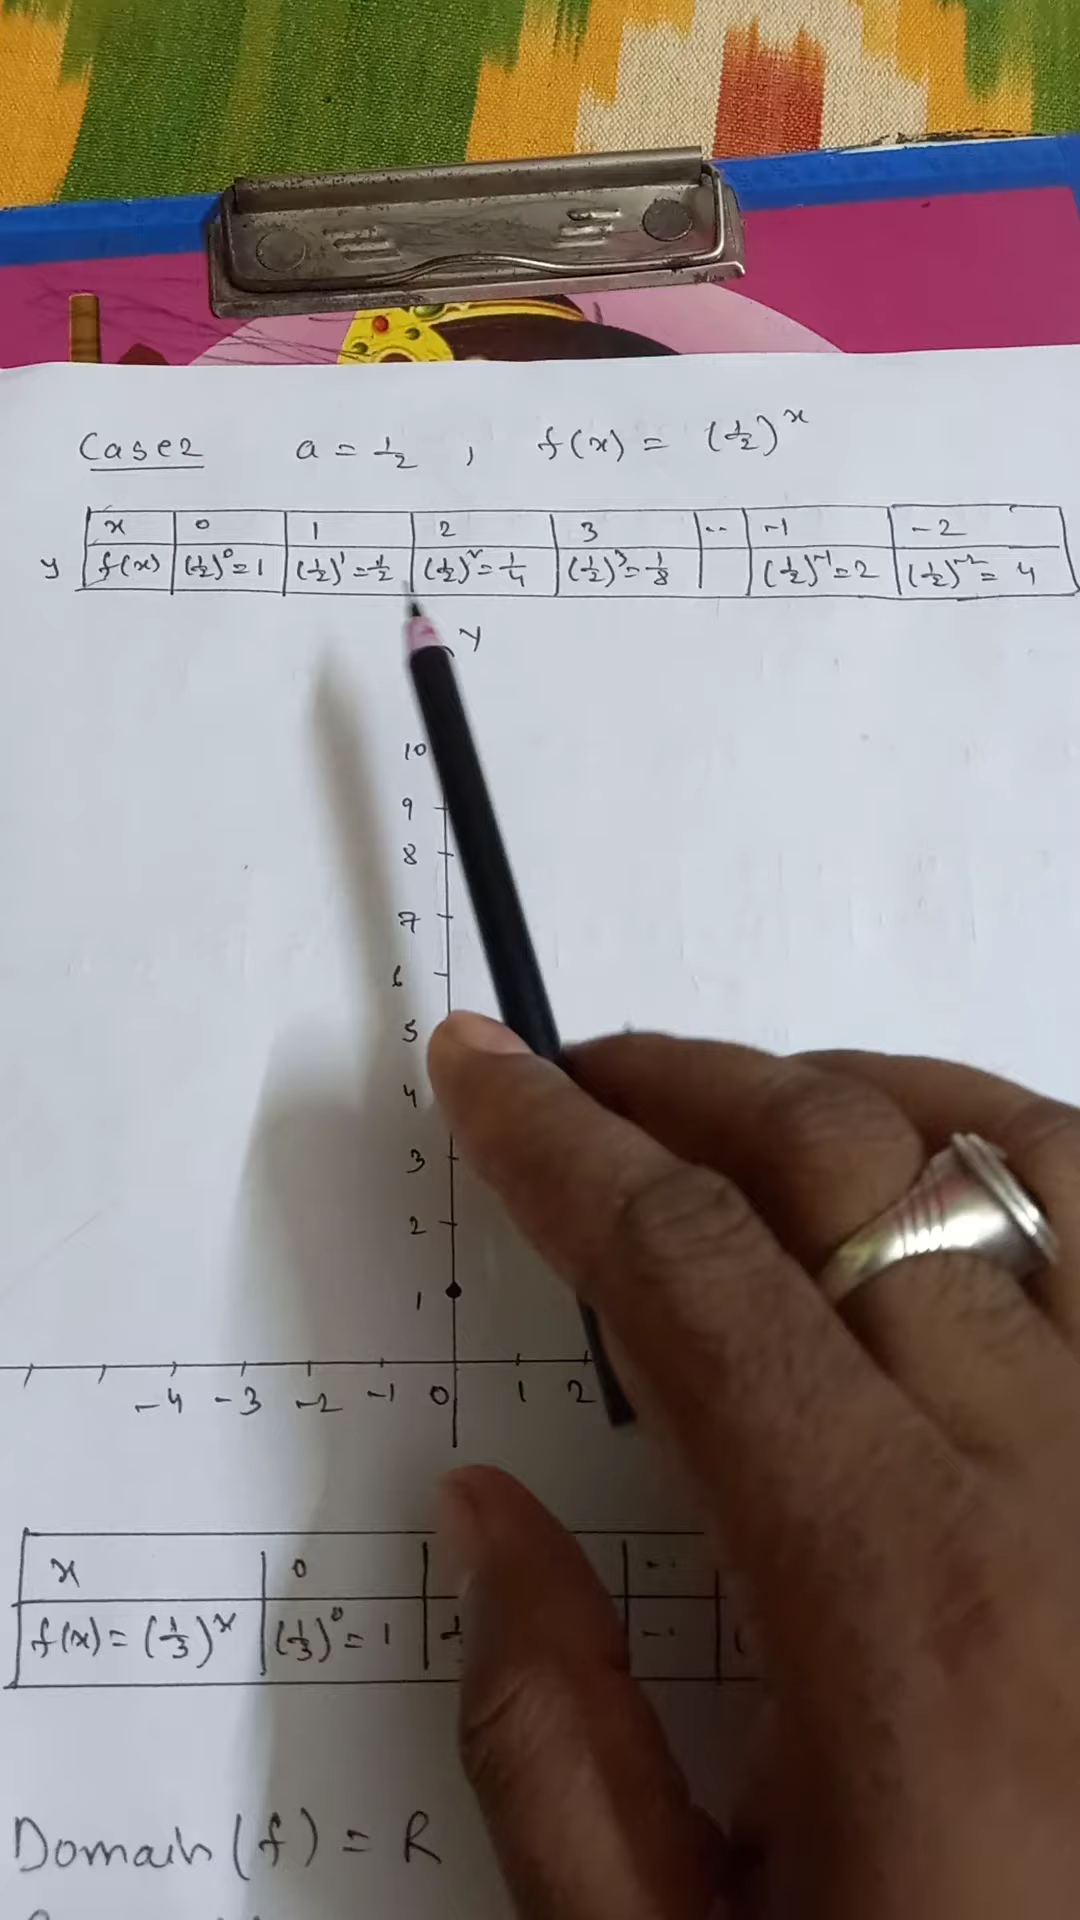 Case2 a = 1/2 , f(x) = (1/2)^x
x 0 1 2 3 .. -1 -2
y f(x) (1/2)^0=1 (1/2)^1=1/2 (1/2)^2=1/4 (1/2)^3=1/8 (1/2)^-1=2 (1/2)^-2= 4
Y
10
9
8
7
6
5
4
3
2
1
-4 -3 -2 -1 0 1 2
x 0 ..
f(x)=(1/3)^x (1/3)^0=1 ..
Domain(f) = R